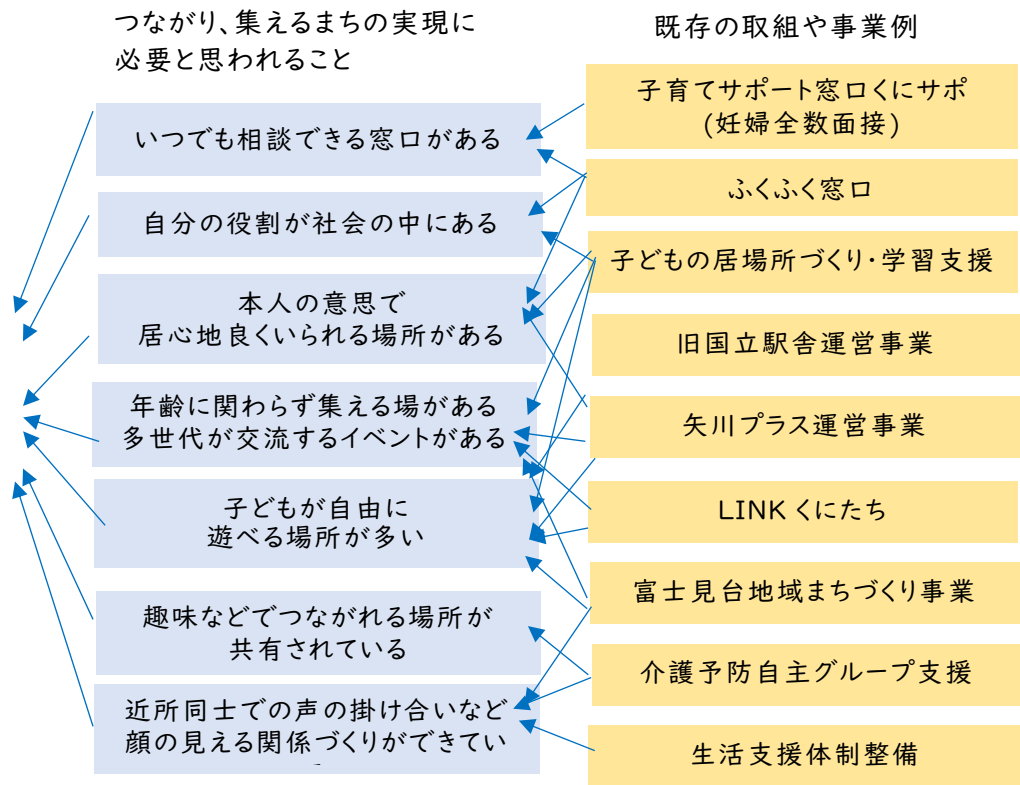 つながり、集えるまちの実現に
必要と思われること
いつでも相談できる窓口がある
自分の役割が社会の中にある
本人の意思で
居心地良くいられる場所がある
年齢に関わらず集える場がある
多世代が交流するイベントがある
子どもが自由に
遊べる場所が多い
趣味などでつながれる場所が
共有されている
近所同士での声の掛け合いなど
顔の見える関係づくりができてい
既存の取組や事業例
子育てサポート窓口くにサポ
(妊婦全数面接)
ふくふく窓口
子どもの居場所づくり・学習支援
旧国立駅舎運営事業
矢川プラス運営事業
LINK くにたち
富士見台地域まちづくり事業
介護予防自主グループ支援
生活支援体制整備